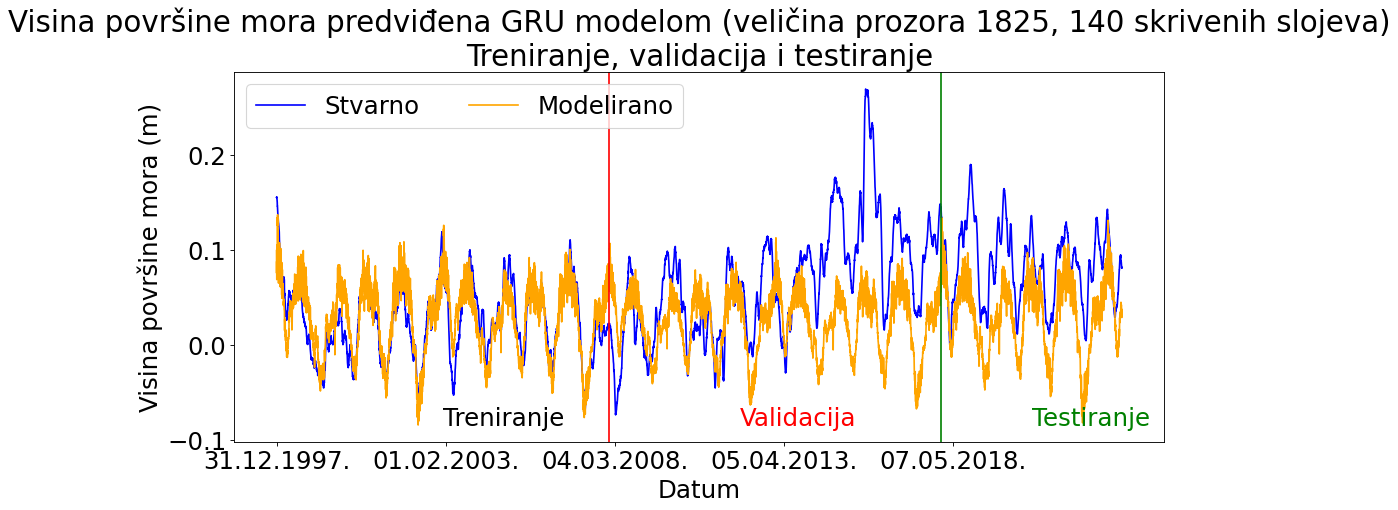 Visina površine mora predviđena GRU modelom (veličina prozora 1825, 140 skrivenih slojeva)
Treniranje, validacija i testiranje
Stvarno
Modelirano
Visina površine mora (m)
0.2
0.1
0.0
−0.1
Treniranje
Validacija
Testiranje
31.12.1997.
01.02.2003.
04.03.2008.
05.04.2013.
07.05.2018.
Datum